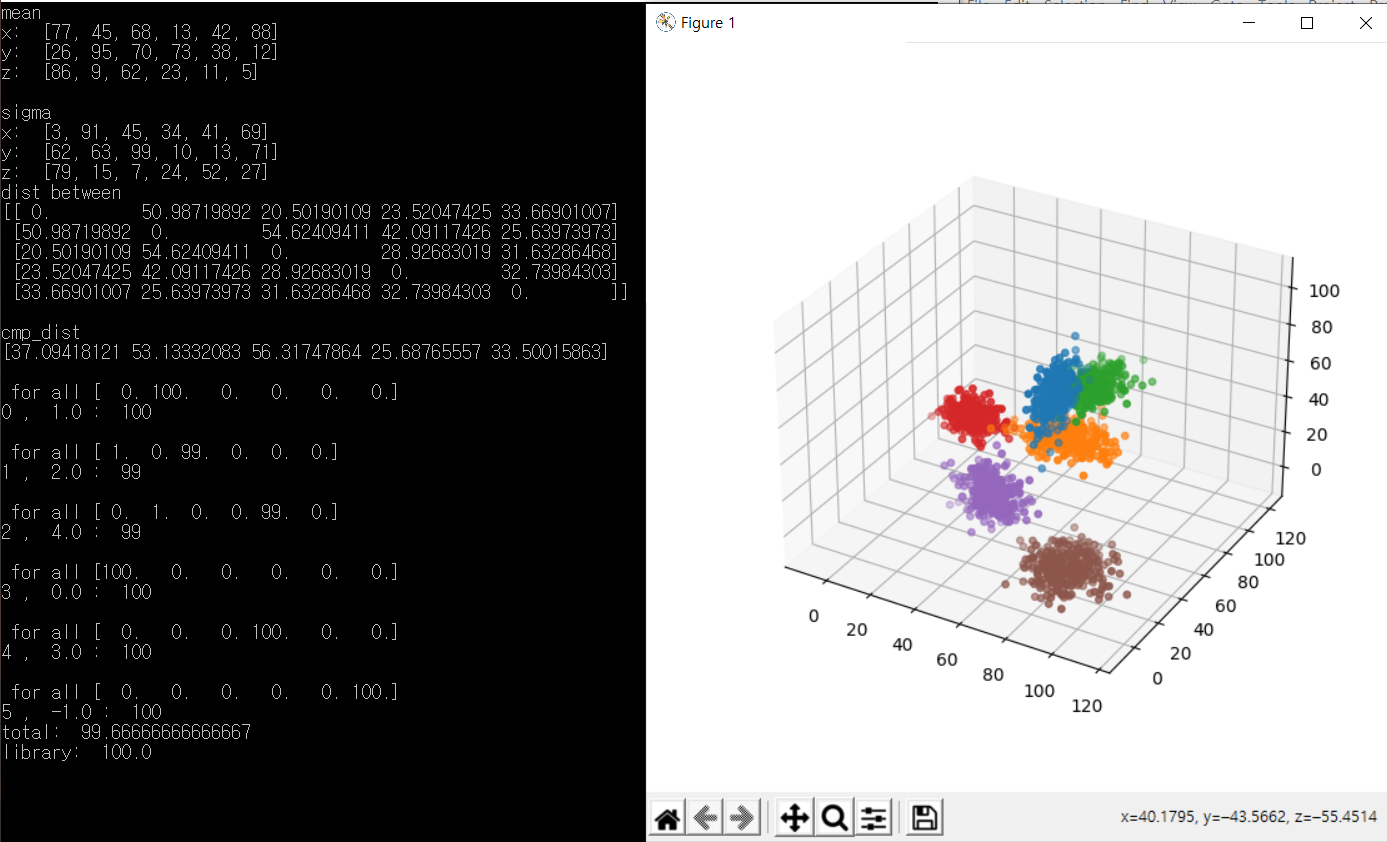 mean
x:  [77, 45, 68, 13, 42, 88]
y:  [26, 95, 70, 73, 38, 12]
z:  [86, 9, 62, 23, 11, 5]
sigma
x:  [3, 91, 45, 34, 41, 69]
y:  [62, 63, 99, 10, 13, 71]
z:  [79, 15, 7, 24, 52, 27]
dist between
[[ 0.         50.98719892 20.50190109 23.52047425 33.66901007]
 [50.98719892  0.         54.62409411 42.09117426 25.63973973]
 [20.50190109 54.62409411  0.         28.92683019 31.63286468]
 [23.52047425 42.09117426 28.92683019  0.         32.73984303]
 [33.66901007 25.63973973 31.63286468 32.73984303  0.        ]]
cmp_dist
[37.09418121 53.13332083 56.31747864 25.68765557 33.50015863]
 for all [  0. 100.   0.   0.   0.   0.]
0 ,  1.0 :  100
 for all [ 1.  0. 99.  0.  0.  0.]
1 ,  2.0 :  99
 for all [ 0.  1.  0.  0. 99.  0.]
2 ,  4.0 :  99
 for all [100.   0.   0.   0.   0.   0.]
3 ,  0.0 :  100
 for all [  0.   0.   0. 100.   0.   0.]
4 ,  3.0 :  100
 for all [  0.   0.   0.   0.   0. 100.]
5 ,  -1.0 :  100
total:  99.66666666666667
library:  100.0
Figure 1
100
80
60
40
20
0
120
100
80
60
40
20
0
0
20
40
60
80
100
120
x=40.1795, y=−43.5662, z=−55.4514